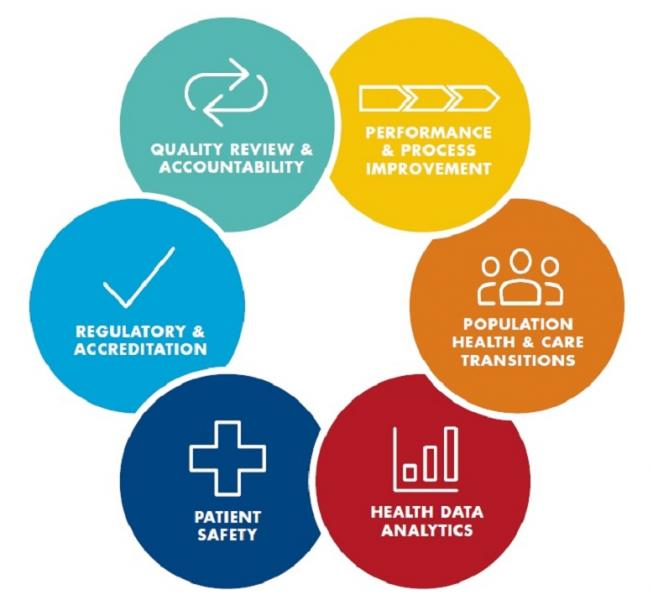 QUALITY REVIEW &
ACCOUNTABILITY
PERFORMANCE
& PROCESS
IMPROVEMENT
POPULATION
HEALTH & CARE
TRANSITIONS
HEALTH DATA
ANALYTICS
PATIENT
SAFETY
REGULATORY &
ACCREDITATION